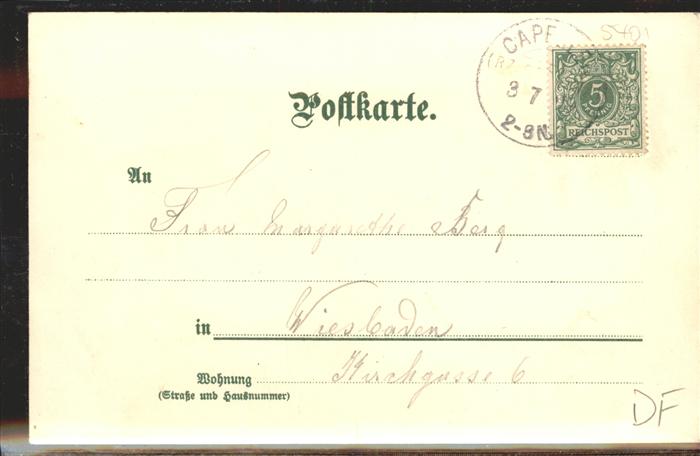 5401
CAPE
3 7
2-3N.
5
REICHSPOST
Postkarte.
An
Frau Margarethe Berg
in Wiesbaden
Wohnung Kirchgasse 6
(Straße und Hausnummer)
DF